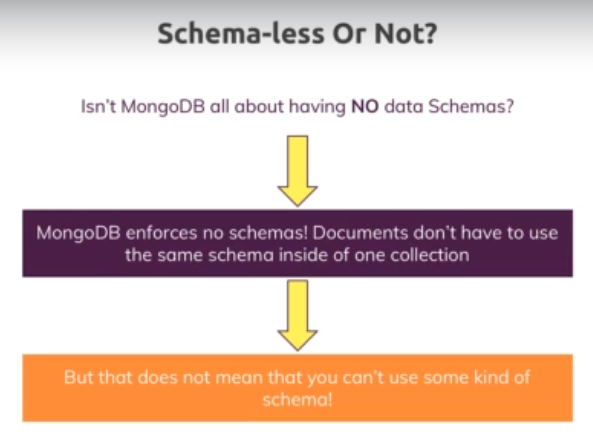 Schema-less Or Not?
Isn't MongoDB all about having NO data Schemas?
MongoDB enforces no schemas! Documents don't have to use
the same schema inside of one collection
But that does not mean that you can't use some kind of
schema!